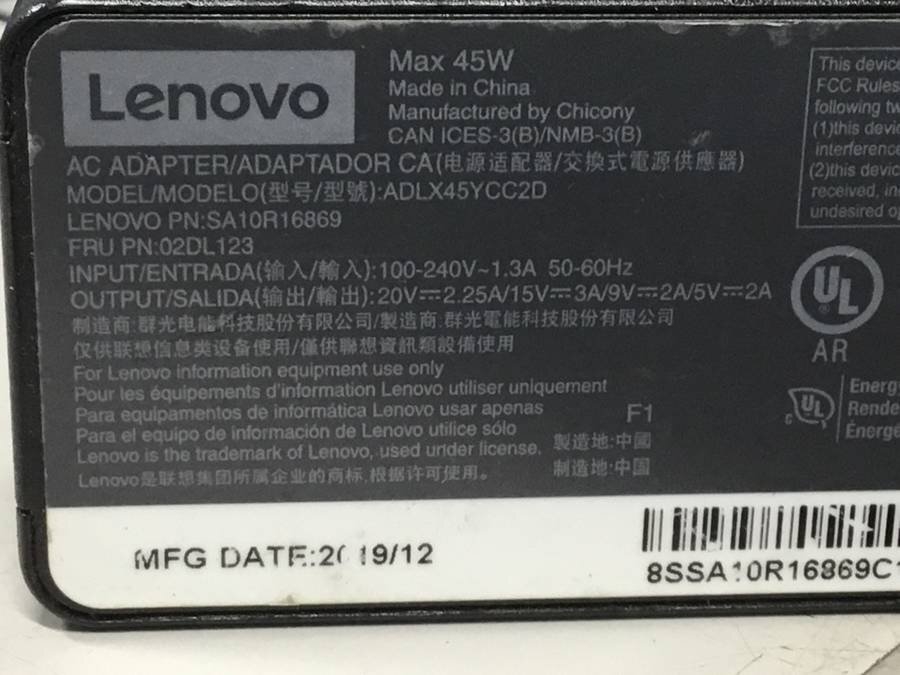 Lenovo
Max 45W
Made in China
Manufactured by Chicony
CAN ICES-3(B)/NMB-3(B)
AC ADAPTER/ADAPTADOR CA(电源适配器/交換式電源供應器)
MODEL/MODELO(型号/型號):ADLX45YCC2D
LENOVO PN:SA10R16869
FRU PN:02DL123
INPUT/ENTRADA(输入/輸入):100-240V~1.3A 50-60Hz
OUTPUT/SALIDA(输出/輸出):20V⎓2.25A/15V⎓3A/9V⎓2A/5V⎓2A
制造商:群光电能科技股份有限公司/製造商:群光電能科技股份有限公司
仅供联想信息类设备使用/僅供聯想資訊類設備使用
For Lenovo information equipment use only
Pour les équipements d'information Lenovo utiliser uniquement
Para equipamentos de informática Lenovo usar apenas
Para el equipo de información de Lenovo utilice sólo
Lenovo is the trademark of Lenovo, used under license.
Lenovo是联想集团所属企业的商标,根据许可使用。
F1
製造地:中國
制造地:中国
This device
FCC Rules
following
(1)this
interference
(2)this
received,
undesired
UL
AR
c UL
MFG DATE:2019/12
8SSA10R16869C